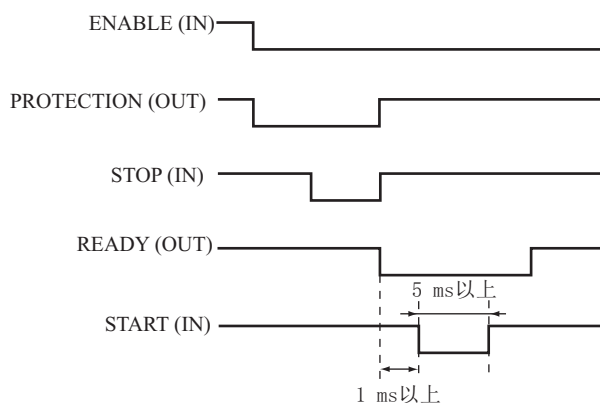 ENABLE (IN)
PROTECTION (OUT)
STOP (IN)
READY (OUT)
5 ms以上
START (IN)
1 ms以上